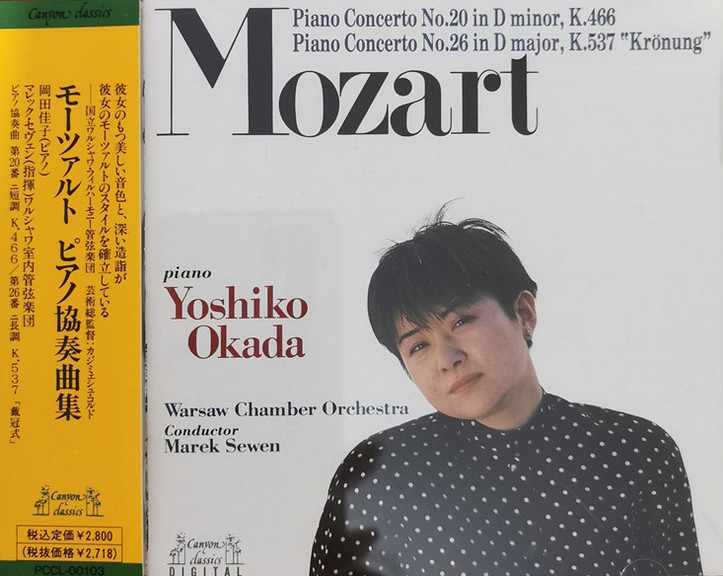 Canyon classics
彼女のもつ美しい音色と、深い造詣が
彼女のモーツァルトのスタイルを確立している
──国立ワルシャワ・フィルハーモニー管弦楽団 芸術総監督:カジミェシュ・コルド
モーツァルト ピアノ協奏曲集
岡田佳子(ピアノ)
マレック・セヴェン(指揮)ワルシャワ室内管弦楽団
ピアノ協奏曲 第20番 ニ短調 K.466/第26番 ニ長調 K.537「戴冠式」
Canyon
classics
税込定価¥2,800
(税抜価格¥2,718)
PCCL-00103
Piano Concerto No.20 in D minor, K.466
Piano Concerto No.26 in D major, K.537 "Krönung"
Mozart
piano
Yoshiko
Okada
Warsaw Chamber Orchestra
Conductor
Marek Sewen
Canyon
classics
DIGITAL